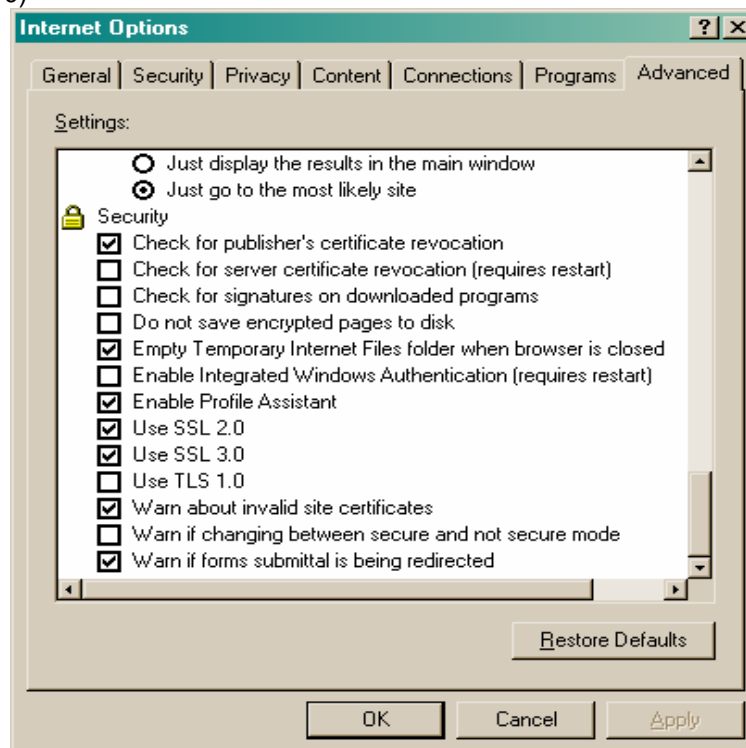 Internet Options
General Security Privacy Content Connections Programs Advanced
Settings:
Just display the results in the main window
Just go to the most likely site
Security
Check for publisher's certificate revocation
Check for server certificate revocation (requires restart)
Check for signatures on downloaded programs
Do not save encrypted pages to disk
Empty Temporary Internet Files folder when browser is closed
Enable Integrated Windows Authentication (requires restart)
Enable Profile Assistant
Use SSL 2.0
Use SSL 3.0
Use TLS 1.0
Warn about invalid site certificates
Warn if changing between secure and not secure mode
Warn if forms submittal is being redirected
Restore Defaults
OK Cancel Apply